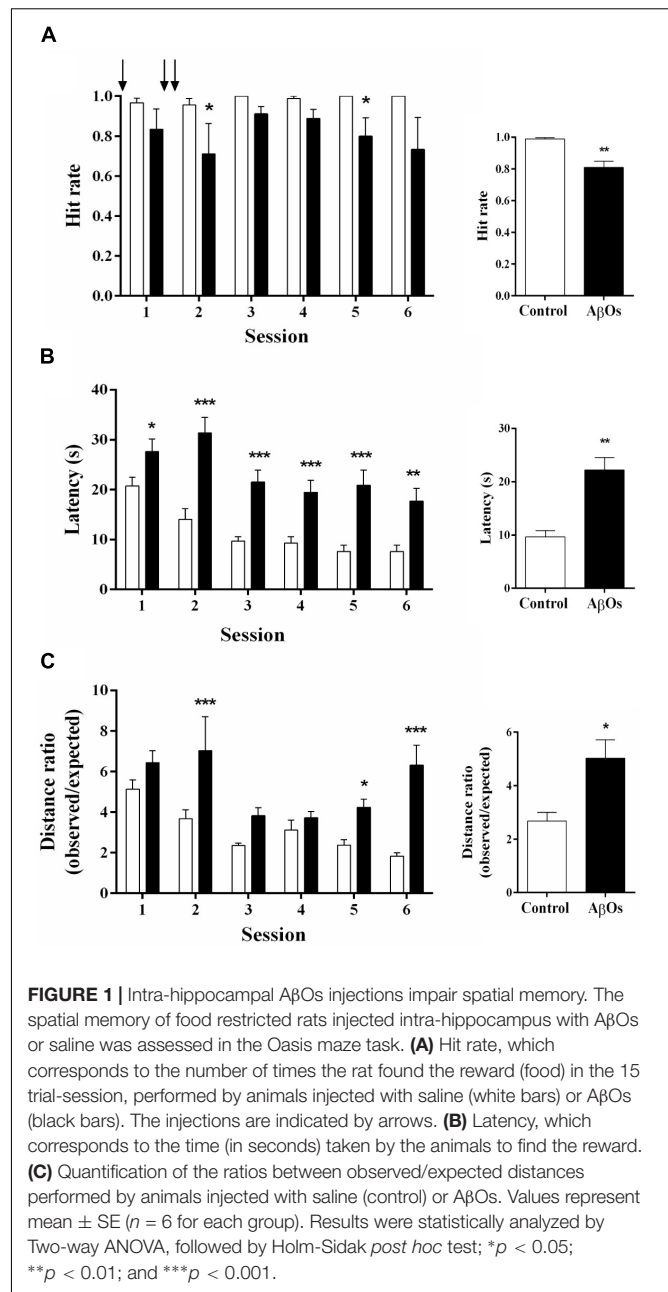 A
Hit rate
1.0
0.8
0.6
0.4
0.2
0.0
*
*
1 2 3 4 5 6
Session
Hit rate
1.0
0.8
0.6
0.4
0.2
0.0
**
Control AβOs
B
Latency (s)
40
30
20
10
0
* *** *** *** *** **
1 2 3 4 5 6
Session
Latency (s)
30
20
10
0
**
Control AβOs
C
Distance ratio
(observed/expected)
10
8
6
4
2
0
*** * ***
1 2 3 4 5 6
Session
Distance ratio
(observed/expected)
6
4
2
0
*
Control AβOs
FIGURE 1 | Intra-hippocampal AβOs injections impair spatial memory. The
spatial memory of food restricted rats injected intra-hippocampus with AβOs
or saline was assessed in the Oasis maze task. (A) Hit rate, which
corresponds to the number of times the rat found the reward (food) in the 15
trial-session, performed by animals injected with saline (white bars) or AβOs
(black bars). The injections are indicated by arrows. (B) Latency, which
corresponds to the time (in seconds) taken by the animals to find the reward.
(C) Quantification of the ratios between observed/expected distances
performed by animals injected with saline (control) or AβOs. Values represent
mean ± SE (n = 6 for each group). Results were statistically analyzed by
Two-way ANOVA, followed by Holm-Sidak post hoc test; *p < 0.05;
**p < 0.01; and ***p < 0.001.